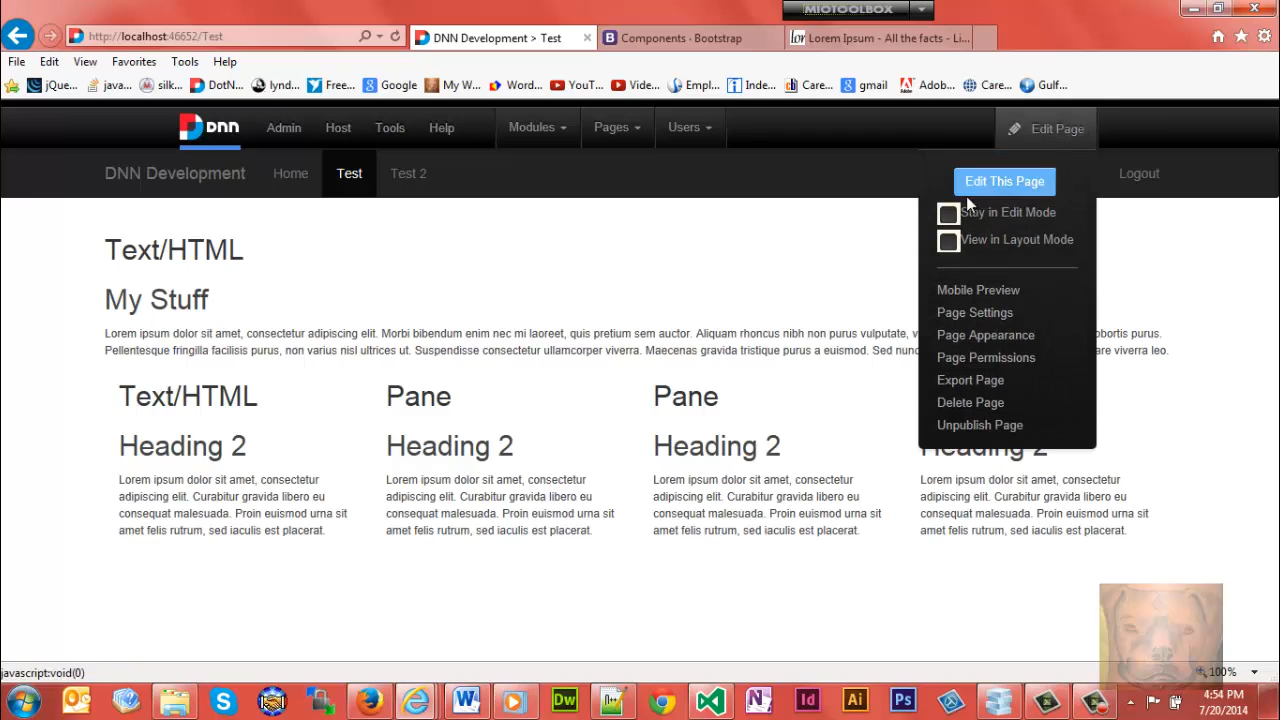 MIOTOOLBOX
http://localhost:46652/Test
DNN Development > Test
Components · Bootstrap
Lorem Ipsum - All the facts - Li...
File Edit View Favorites Tools Help
jQue... java... silk... DotN... lynd... Free... Google My W... Word... YouT... Vide... Empl... Inde... Care... gmail Adob... Care... Gulf...
DNN Admin Host Tools Help Modules Pages Users Edit Page
DNN Development Home Test Test 2 Logout
Edit This Page
Stay in Edit Mode
View in Layout Mode
Mobile Preview
Page Settings
Page Appearance
Page Permissions
Export Page
Delete Page
Unpublish Page
Text/HTML
My Stuff
Lorem ipsum dolor sit amet, consectetur adipiscing elit. Morbi bibendum enim nec mi laoreet, quis pretium sem auctor. Aliquam rhoncus nibh non purus vulputate, us viverra.
Pellentesque fringilla facilisis purus, non varius nisl ultrices ut. Suspendisse consectetur ullamcorper viverra. Maecenas gravida tristique purus a euismod. Sed nunc are viverra leo.
Text/HTML Pane Pane
Heading 2 Heading 2 Heading 2 Heading 2
Lorem ipsum dolor sit amet, consectetur Lorem ipsum dolor sit amet, consectetur Lorem ipsum dolor sit amet, consectetur Lorem ipsum dolor sit amet, consectetur
adipiscing elit. Curabitur gravida libero eu adipiscing elit. Curabitur gravida libero eu adipiscing elit. Curabitur gravida libero eu adipiscing elit. Curabitur gravida libero eu
consequat malesuada. Proin euismod urna sit consequat malesuada. Proin euismod urna sit consequat malesuada. Proin euismod urna sit consequat malesuada. Proin euismod urna sit
amet felis rutrum, sed iaculis est placerat. amet felis rutrum, sed iaculis est placerat. amet felis rutrum, sed iaculis est placerat. amet felis rutrum, sed iaculis est placerat.
javascript:void(0)
100%
Dw Id Ai Ps
4:54 PM
7/20/2014